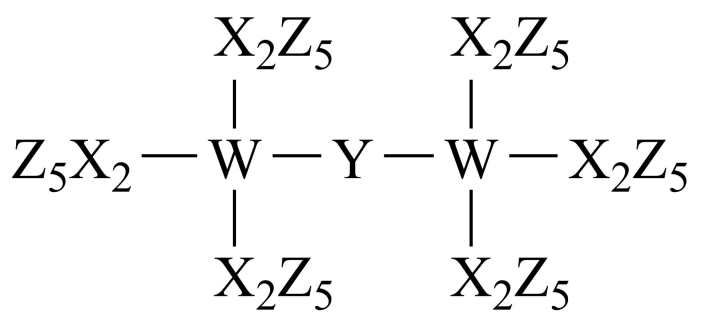 X₂Z₅ X₂Z₅
Z₅X₂ — W — Y — W — X₂Z₅
X₂Z₅ X₂Z₅